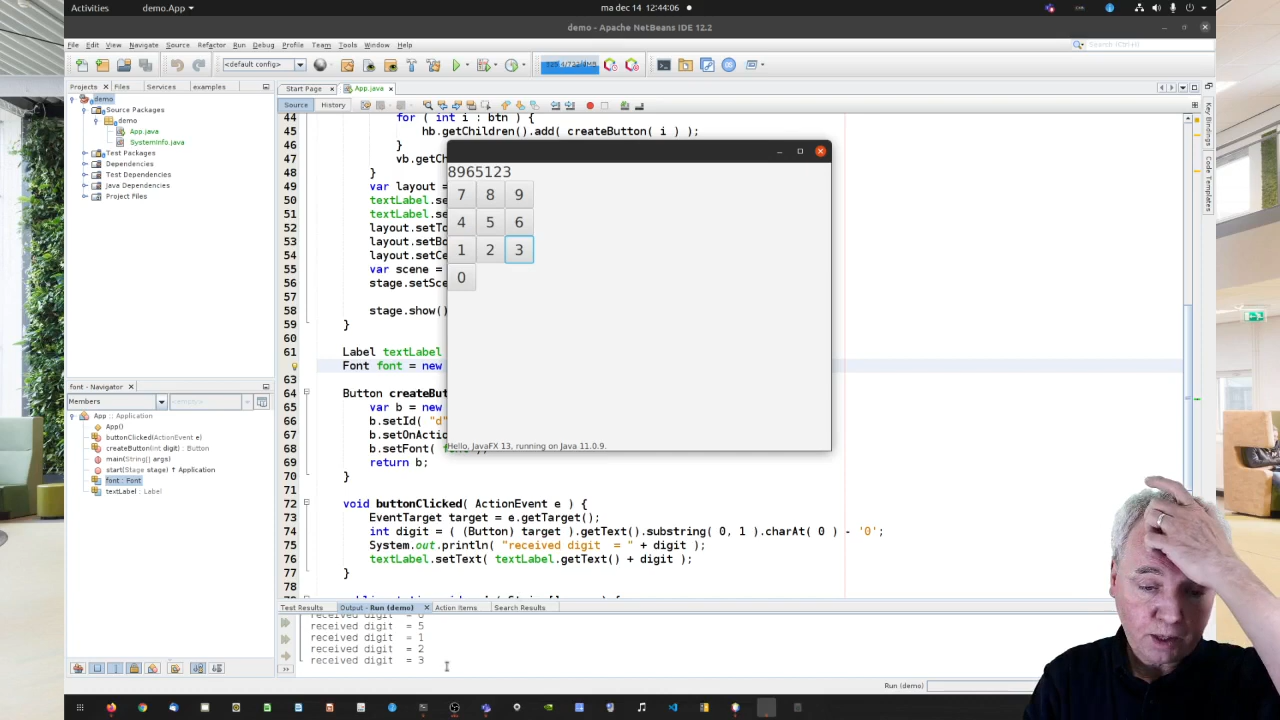 Activities
demo.App
ma dec 14 12:44:06
demo - Apache NetBeans IDE 12.2
File Edit View Navigate Source Refactor Run Debug Profile Team Tools Window Help
Search (Ctrl+I)
<default config>
Projects Files Services examples
Start Page App.java
Source History
demo
Source Packages
demo
App.java
SystemInfo.java
Test Packages
Dependencies
Test Dependencies
Java Dependencies
Project Files
44 for ( int i : btn ) {
45 hb.getChildren().add( createButton( i ) );
46 }
47 vb.getCh
48 }
49 var layout =
50 textLabel.se
51 textLabel.se
52 layout.setTo
53 layout.setBo
54 layout.setCe
55 var scene =
56 stage.setSce
57
58 stage.show()
59 }
60
61 Label textLabel
Font font = new
63
64 Button createBut
65 var b = new
66 b.setId( "d"
67 b.setOnActio
68 b.setFont( f
69 return b;
70 }
71
72 void buttonClicked( ActionEvent e ) {
73 EventTarget target = e.getTarget();
74 int digit = ( (Button) target ).getText().substring( 0, 1 ).charAt( 0 ) - '0';
75 System.out.println( "received digit = " + digit );
76 textLabel.setText( textLabel.getText() + digit );
77 }
78
8965123
7 8 9
4 5 6
1 2 3
0
Hello, JavaFX 13, running on Java 11.0.9.
Key Bindings
Code Templates
font - Navigator
Members
<empty>
App :: Application
App()
buttonClicked(ActionEvent e)
createButton(int digit) : Button
main(String[] args)
start(Stage stage) ↑ Application
font : Font
textLabel : Label
Test Results Output - Run (demo) Action Items Search Results
received digit = 5
received digit = 1
received digit = 2
received digit = 3
Run (demo)